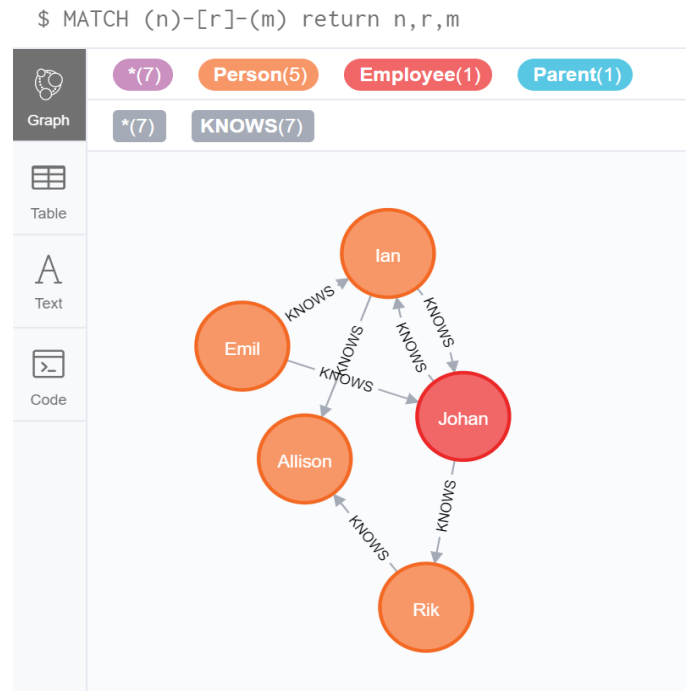 $ MATCH (n)-[r]-(m) return n,r,m
*(7) Person(5) Employee(1) Parent(1)
Graph
*(7) KNOWS(7)
Table
Text
Code
Ian
KNOWS
KNOWS
KNOWS
KNOWS
Emil
KNOWS
Johan
Allison
KNOWS
KNOWS
Rik